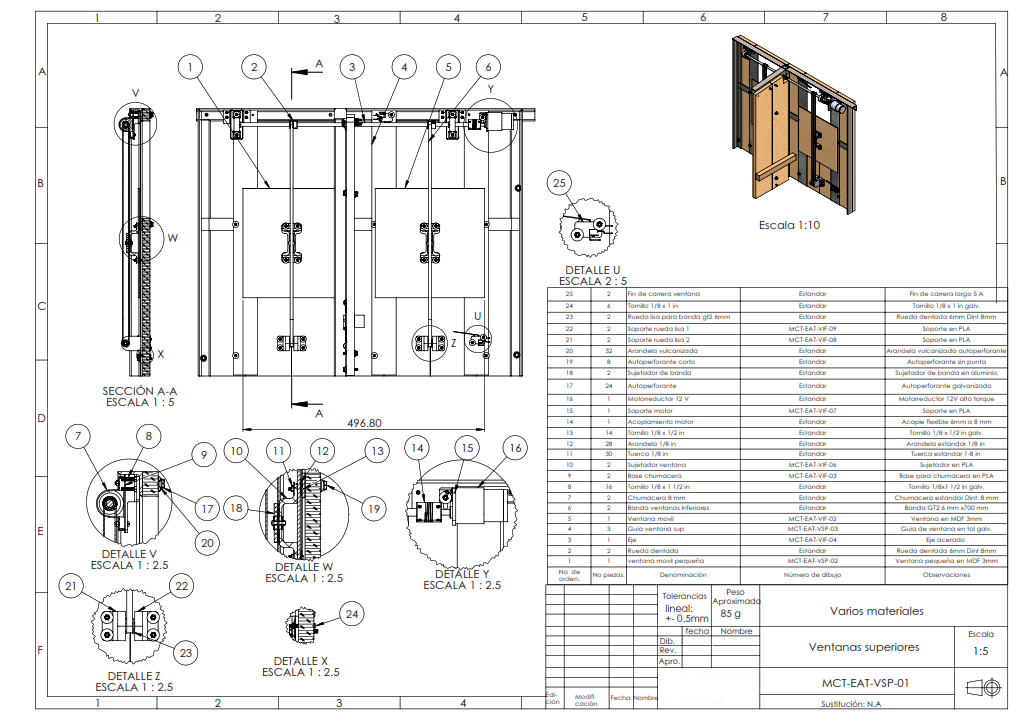 1 2 3 4 5 6 7 8
A
B
C
D
E
F
A
B
1 2 3 4 5 6
A
V
Y
W
X
Z
U
A
496.80
SECCIÓN A-A
ESCALA 1 : 5
Escala 1:10
25
DETALLE U
ESCALA 2 : 5
7 8 9 17 20
DETALLE V
ESCALA 1 : 2.5
10 11 12 13 18 19
DETALLE W
ESCALA 1 : 2.5
14 15 16
DETALLE Y
ESCALA 1 : 2.5
21 22 23
DETALLE Z
ESCALA 1 : 2.5
24
DETALLE X
ESCALA 1 : 2.5
25 2 Fin de carrera ventana Estandar Fin de carrera largo 5 A
24 6 Tornillo 1/8 x 1 in Estandar Tornillo 1/8 x 1 in galv.
23 2 Rueda lisa para banda gt2 6mm Estandar Rueda dentada 6mm Dint 8mm
22 2 Soporte rueda lisa 1 MCT-EAT-VIF-09 Soporte en PLA
21 2 Soporte rueda lisa 2 MCT-EAT-VIF-08 Soporte en PLA
20 32 Arandela vulcanizada Estandar Arandela vulcanizada autoperforante
19 8 Autoperforante corto Estandar Autoperforante sin punta
18 2 Sujetador de banda Estandar Sujetador de banda en aluminio
17 24 Autoperforante Estandar Autoperforante galvanizado
16 1 Motorreductor 12 V Estandar Motorreductor 12V alto torque
15 1 Soporte motor MCT-EAT-VIF-07 Soporte en PLA
14 1 Acoplamiento motor Estandar Acople flexible 6mm a 8 mm
13 14 Tornillo 1/8 x 1/2 in Estandar Tornillo 1/8 x 1/2 in galv.
12 28 Arandela 1/8 in Estandar Arandela estandar 1/8 in
11 30 Tuerca 1/8 in Estandar Tuerca estandar 1-8 in
10 2 Sujetador ventana MCT-EAT-VIF-06 Sujetador en PLA
9 2 Base chumacera MCT-EAT-VIF-03 Base para chumacera en PLA
8 16 Tornillo 1/8 x 1 1/2 in Estandar Tornillo 1/8x1 1/2 in galv.
7 2 Chumacera 8 mm Estandar Chumacera estandar Dint. 8 mm
6 2 Banda ventanas inferiores Estandar Banda GT2 6 mm x700 mm
5 1 Ventana movil MCT-EAT-VIF-02 Ventana en MDF 3mm
4 3 Guia ventana sup MCT-EAT-VSP-03 Guia de ventana en tol galv.
3 1 Eje MCT-EAT-VIF-04 Eje acerado
2 2 Rueda dentada Estandar Rueda dentada 6mm Dint 8mm
1 1 ventana movil pequeña MCT-EAT-VSP-02 Ventana pequeña en MDF 3mm
No de orden. No piezas. Denominación Número de dibujo Observaciones
Tolerancias
lineal:
+- 0.5mm
Peso
Aproximado
85 g
Varios materiales
fecha Nombre
Dib.
Rev.
Apro.
Ventanas superiores
Escala
1:5
Edi-
ción
Modifi
cación
Fecha Nombre
MCT-EAT-VSP-01
Sustitución: N.A
1 2 3 4